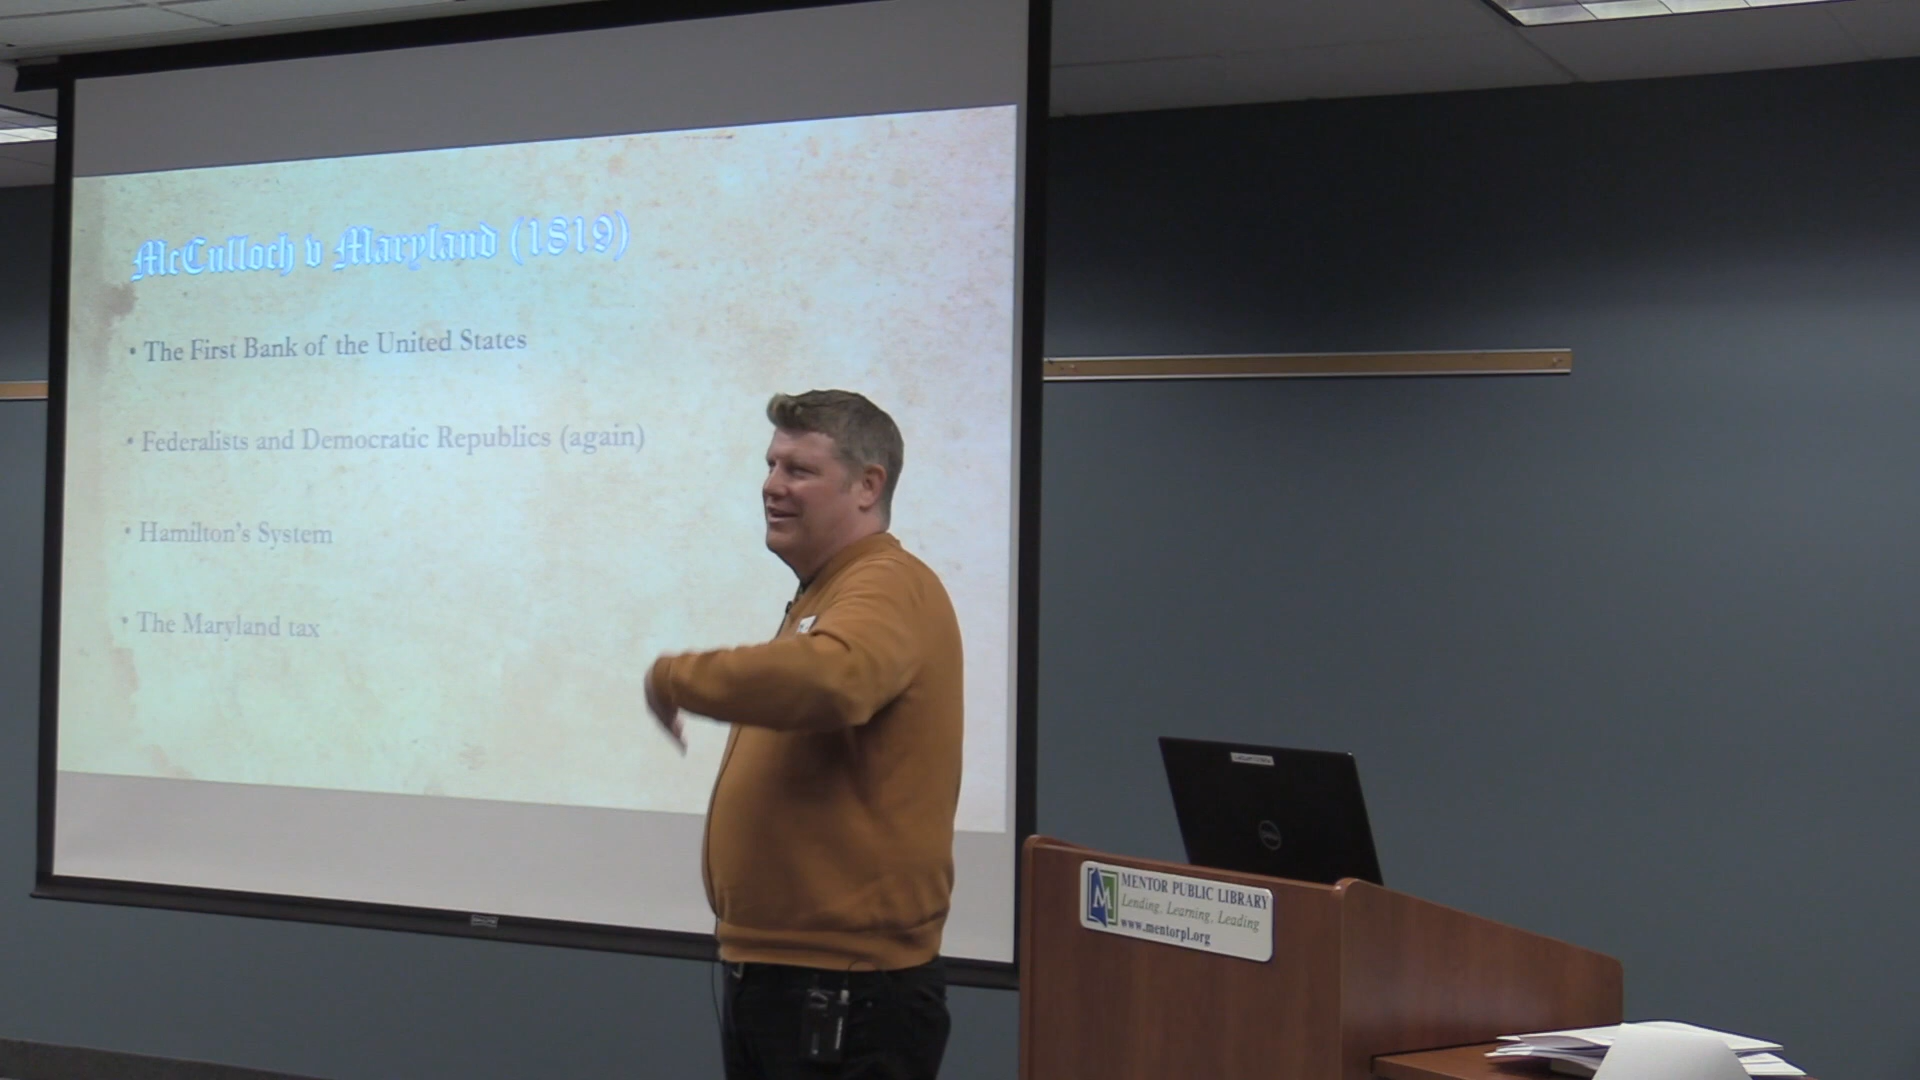 McCulloch v Maryland (1819)
• The First Bank of the United States
• Federalists and Democratic Republics (again)
• Hamilton's System
• The Maryland tax
DELL
M
MENTOR PUBLIC LIBRARY
Lending, Learning, Leading
www.mentorpl.org